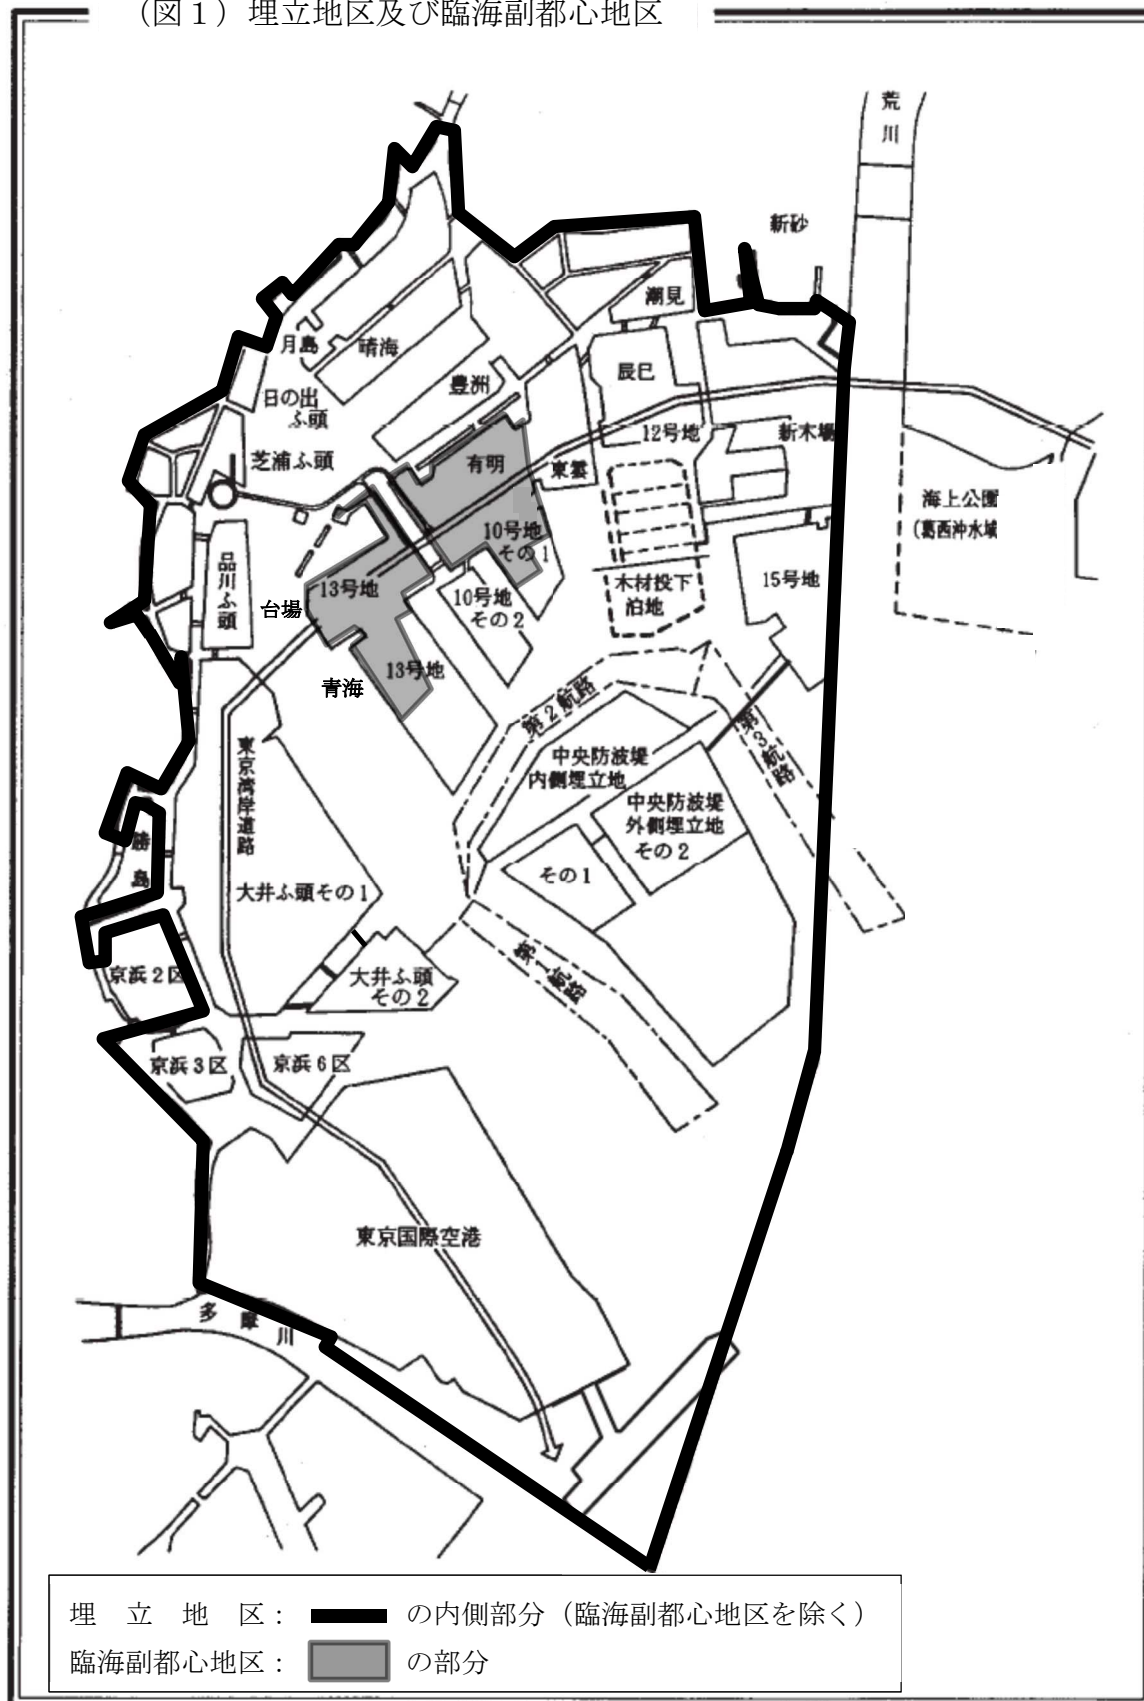 (図1)埋立地区及び臨海副都心地区
荒
川
新砂
潮見
月島
晴海
辰巳
豊洲
日の出
ふ頭
12号地
新木場
芝浦ふ頭
有明
東雲
海上公園
(葛西沖水域
10号地
その1
品川ふ頭
13号地
木材投下
泊地
15号地
台場
10号地
その2
13号地
青海
第2航路
第3航路
東京湾岸道路
中央防波堤
内側埋立地
中央防波堤
外側埋立地
その2
勝
島
その1
大井ふ頭その1
京浜2区
大井ふ頭
その2
第一航路
京浜3区
京浜6区
東京国際空港
多摩川
埋立地区: の内側部分(臨海副都心地区を除く)
臨海副都心地区: の部分